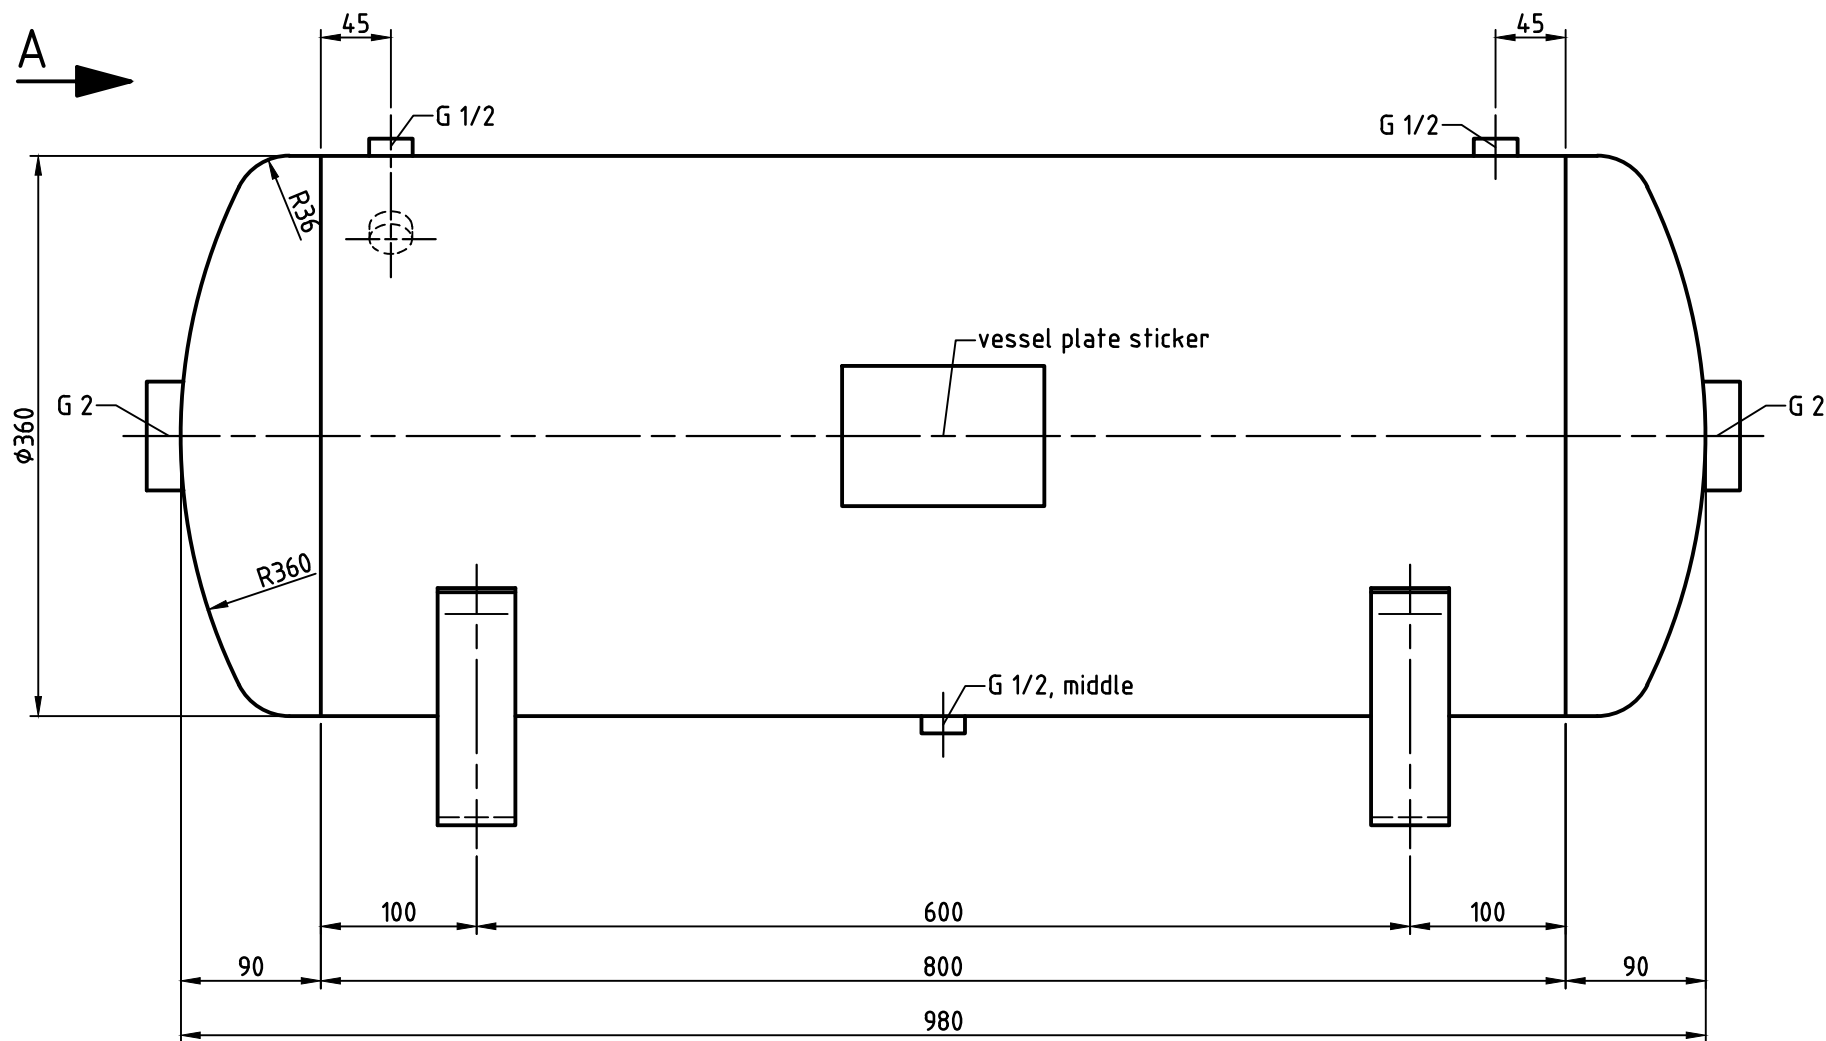 45
45
A
G 1/2
G 1/2
R36
vessel plate sticker
G 2
G 2
Φ360
R360
G 1/2, middle
100
600
100
90
800
90
980